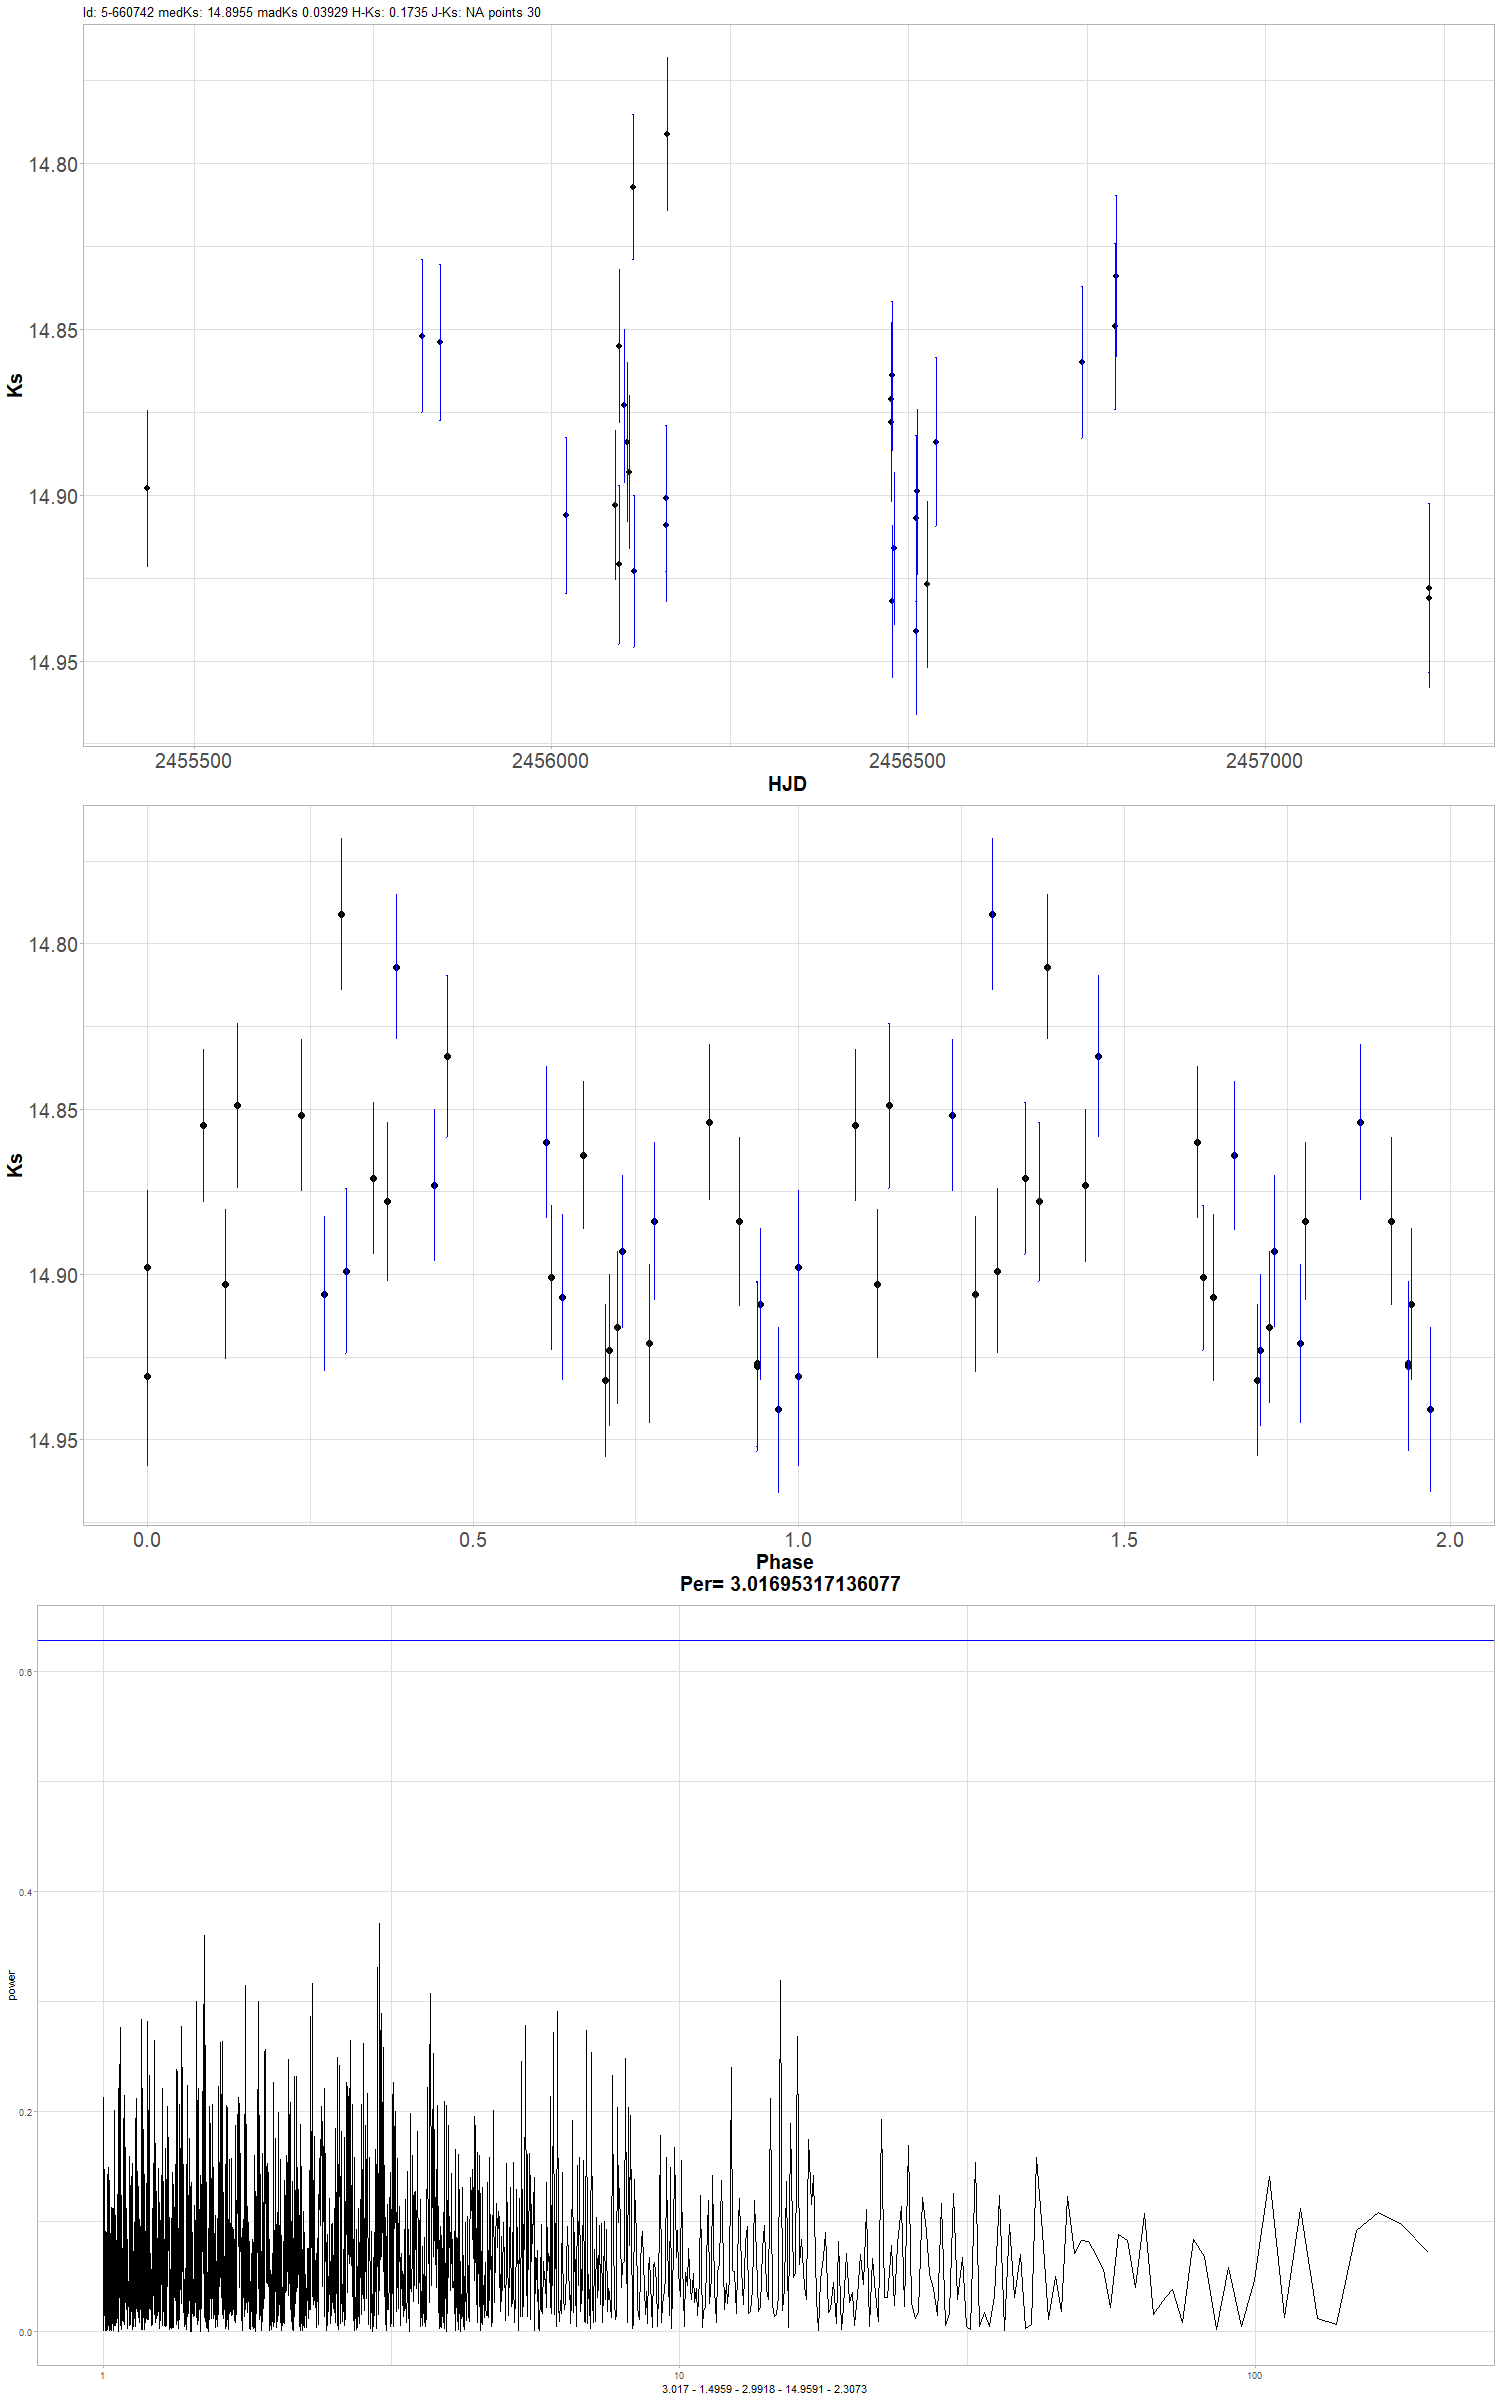 Id: 5-660742 medKs: 14.8955 madKs 0.03929 H-Ks: 0.1735 J-Ks: NA points 30
14.80
14.85
Ks
14.90
14.95
2455500 2456000 2456500 2457000
HJD
14.80
14.85
Ks
14.90
14.95
0.0 0.5 1.0 1.5 2.0
Phase
Per= 3.01695317136077
0.6
0.4
power
0.2
0.0
1 10 100
3.017 - 1.4959 - 2.9918 - 14.9591 - 2.3073